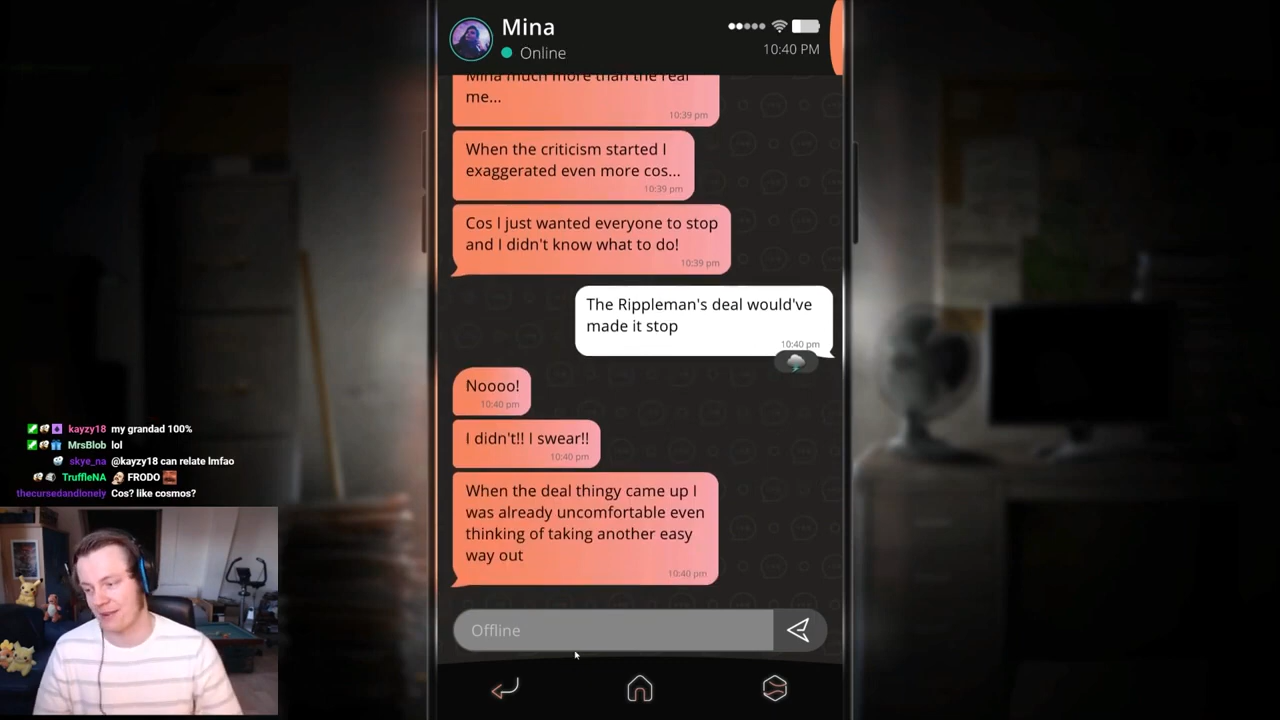 Mina
Online
10:40 PM
Mina much more than the real
me...
10:39 pm
When the criticism started I
exaggerated even more cos...
10:39 pm
Cos I just wanted everyone to stop
and I didn't know what to do!
10:39 pm
The Rippleman's deal would've
made it stop
10:40 pm
Noooo!
10:40 pm
I didn't!! I swear!!
10:40 pm
When the deal thingy came up I
was already uncomfortable even
thinking of taking another easy
way out
10:40 pm
Offline
kayzy18 my grandad 100%
MrsBlob lol
skye_na @kayzy18 can relate lmfao
TruffleNA FRODO
thecursedandlonely Cos? like cosmos?